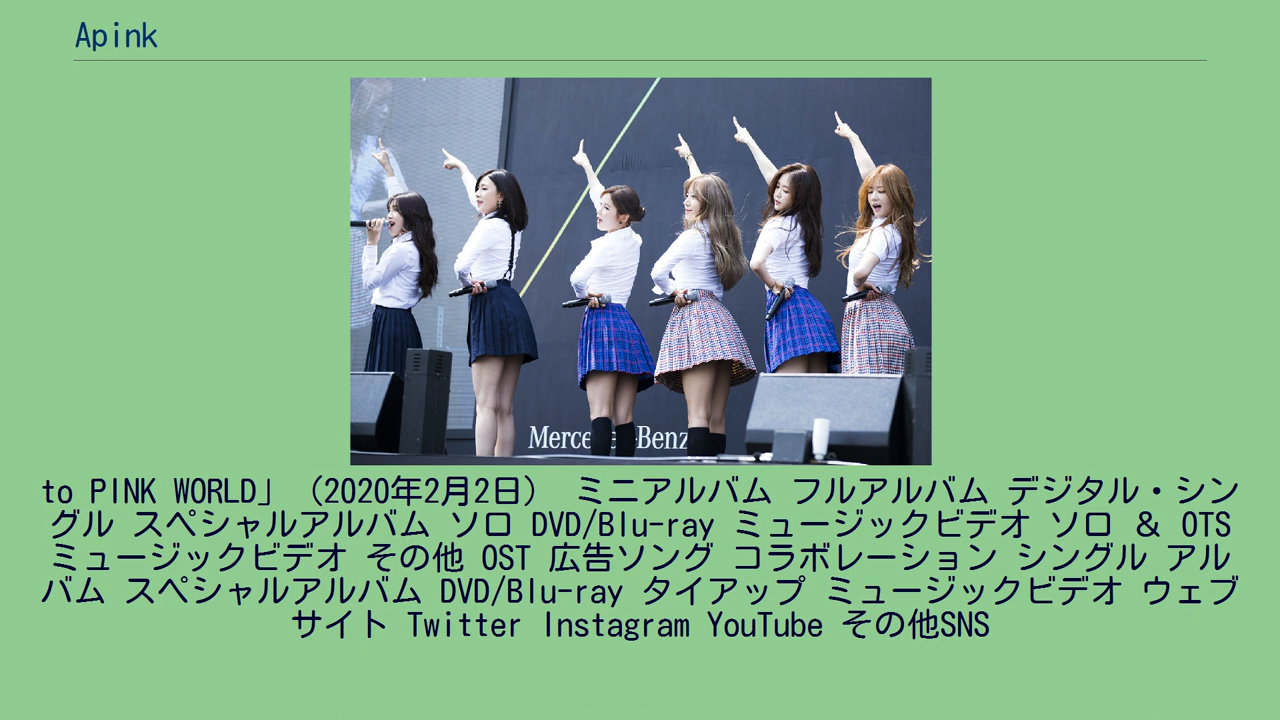 Apink
Mercedes-Benz
to PINK WORLD」 (2020年2月2日) ミニアルバム フルアルバム デジタル・シン
グル スペシャルアルバム ソロ DVD/Blu-ray ミュージックビデオ ソロ & OTS
ミュージックビデオ その他 OST 広告ソング コラボレーション シングル アル
バム スペシャルアルバム DVD/Blu-ray タイアップ ミュージックビデオ ウェブ
サイト Twitter Instagram YouTube その他SNS